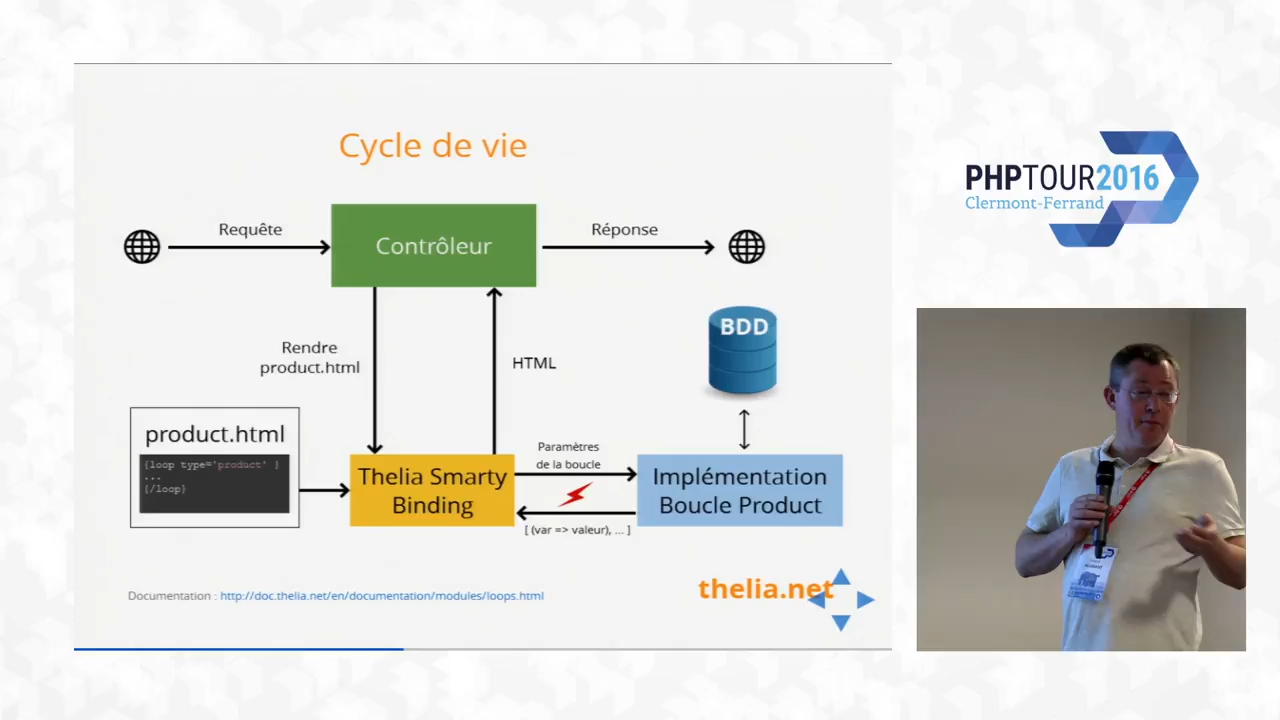 Cycle de vie
Requête
Contrôleur
Réponse
BDD
Rendre
product.html
HTML
product.html
{loop type='product' }
...
{/loop}
Thelia Smarty
Binding
Paramètres
de la boucle
[ (var => valeur), ... ]
Implémentation
Boucle Product
Documentation : http://doc.thelia.net/en/documentation/modules/loops.html
thelia.net
PHPTOUR2016
Clermont-Ferrand